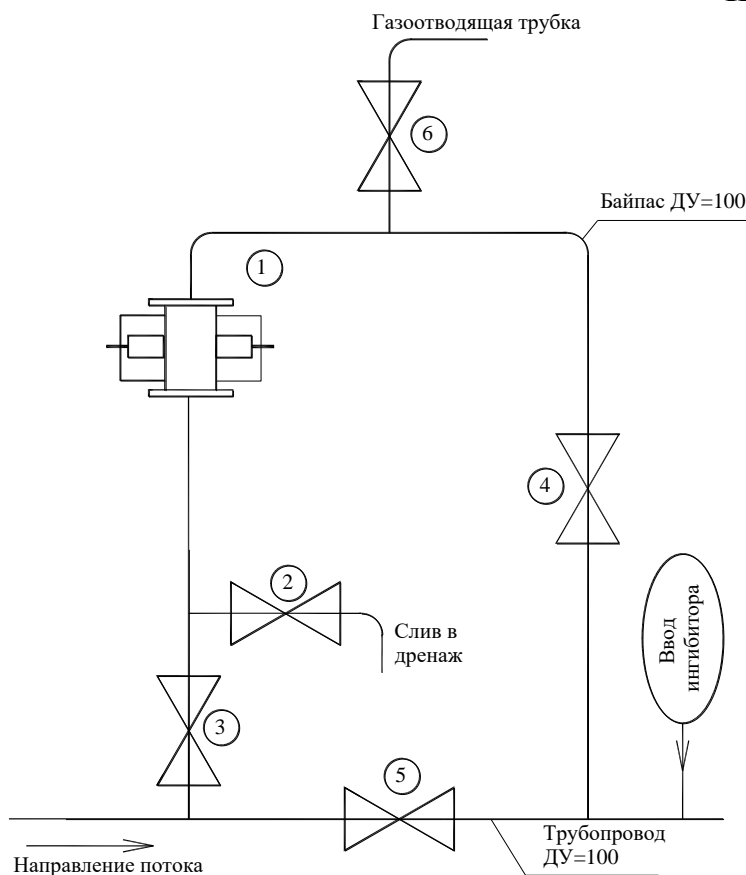 Газоотводящая трубка
6
Байпас ДУ=100
1
4
2
Слив в
дренаж
Ввод
ингибитора
3
5
Трубопровод
ДУ=100
Направление потока